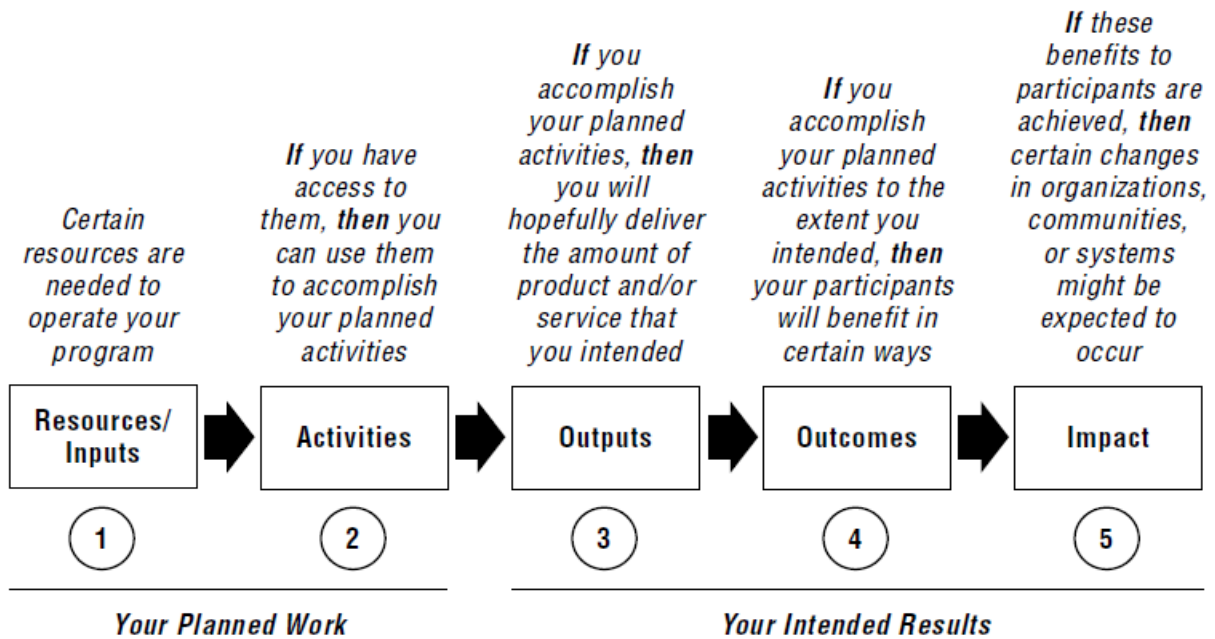 Certain
resources are
needed to
operate your
program
If you have
access to
them, then you
can use them
to accomplish
your planned
activities
If you
accomplish
your planned
activities, then
you will
hopefully deliver
the amount of
product and/or
service that
you intended
If you
accomplish
your planned
activities to the
extent you
intended, then
your participants
will benefit in
certain ways
If these
benefits to
participants are
achieved, then
certain changes
in organizations,
communities,
or systems
might be
expected to
occur
Resources/
Inputs
Activities
Outputs
Outcomes
Impact
1
2
3
4
5
Your Planned Work
Your Intended Results